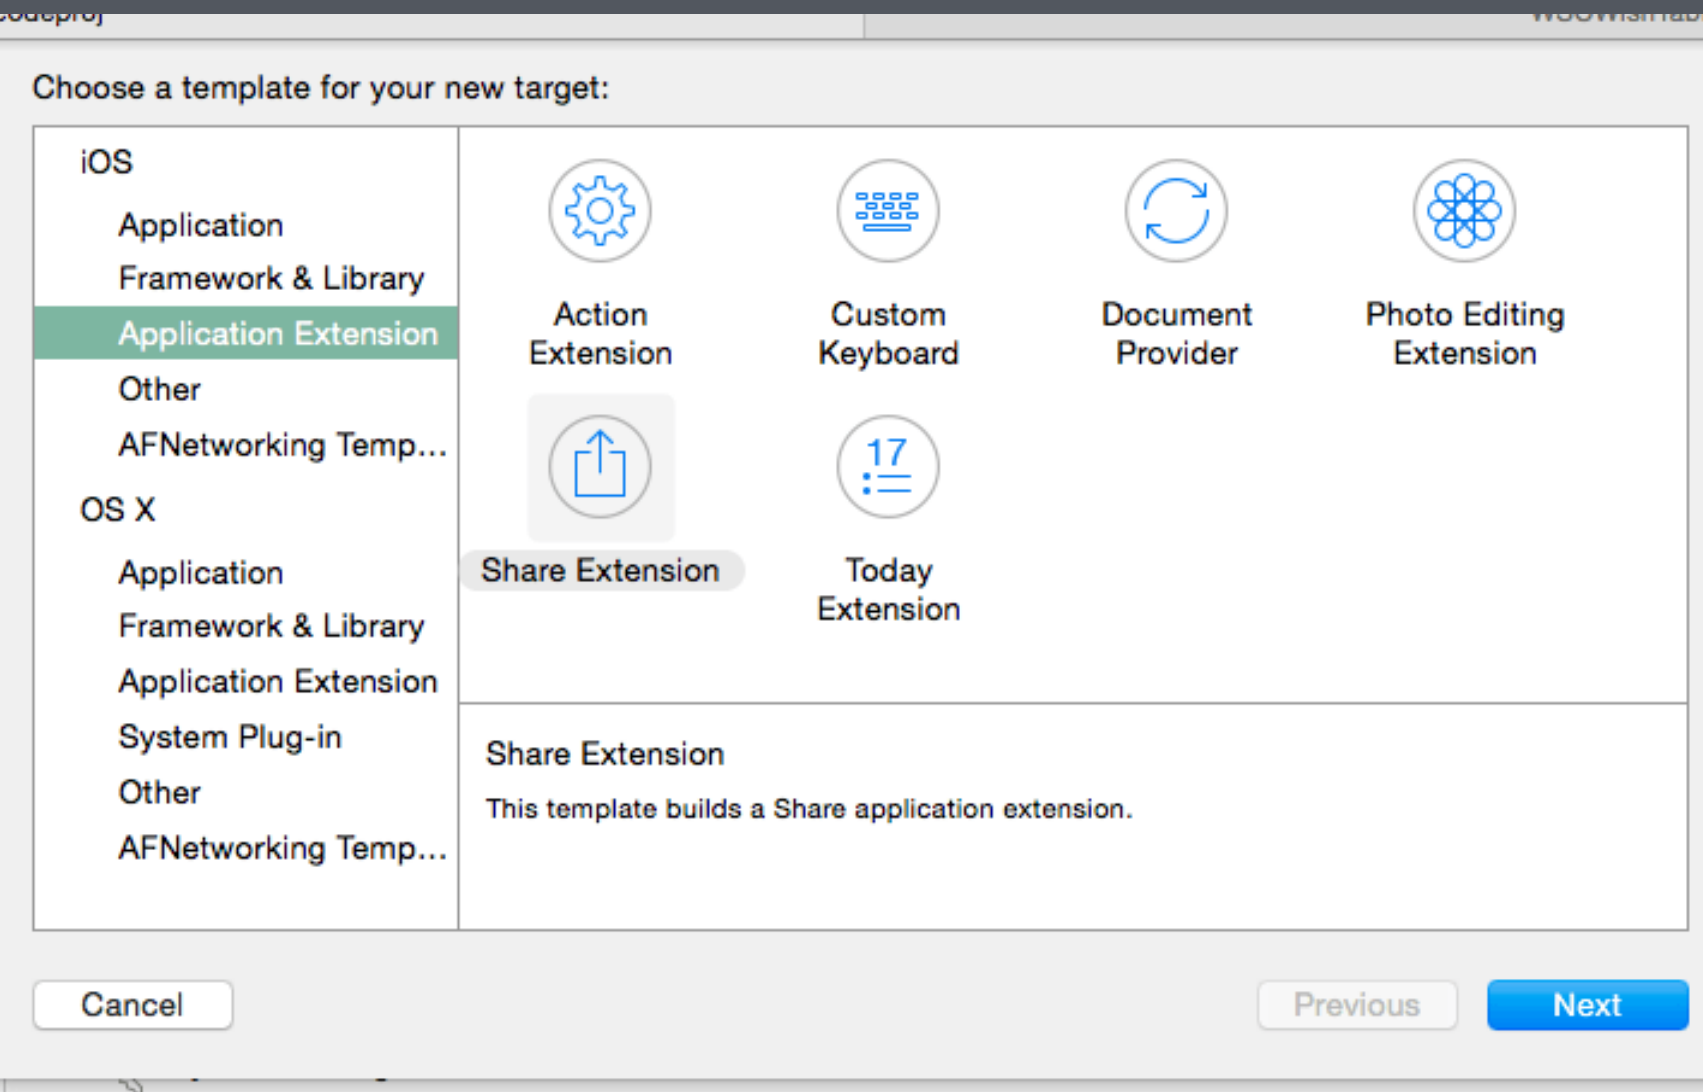 Choose a template for your new target:
iOS
Application
Framework & Library
Application Extension
Other
AFNetworking Temp...
OS X
Application
Framework & Library
Application Extension
System Plug-in
Other
AFNetworking Temp...
Action
Extension
Custom
Keyboard
Document
Provider
Photo Editing
Extension
Share Extension
17
Today
Extension
Share Extension
This template builds a Share application extension.
Cancel
Previous
Next